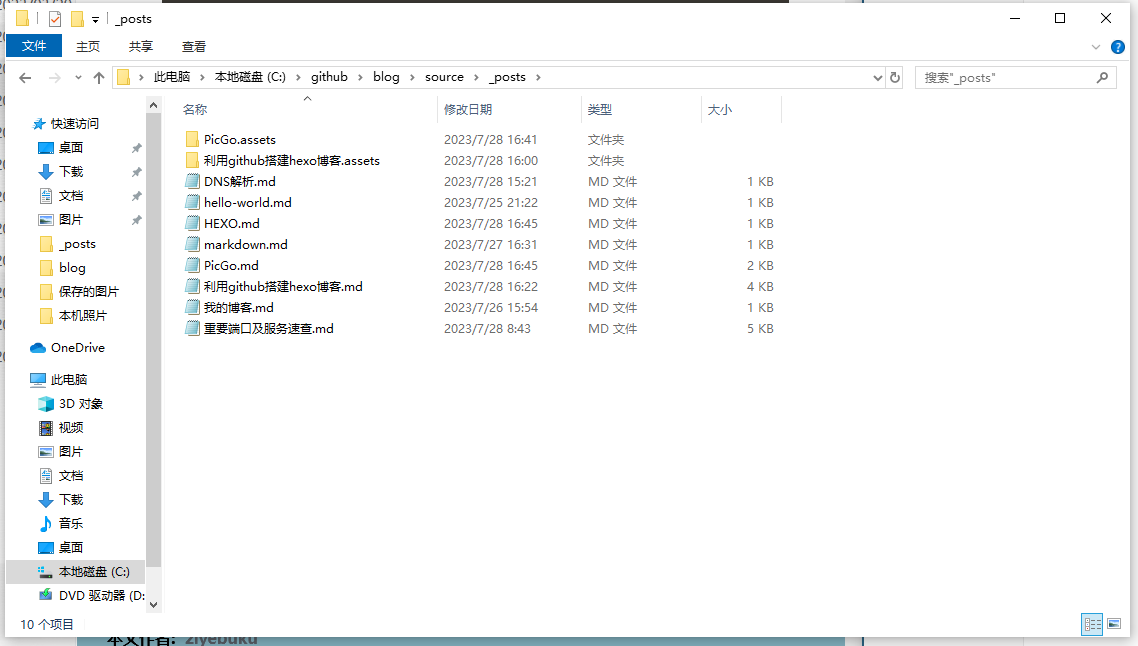 _posts
文件 主页 共享 查看
此电脑 本地磁盘 (C:) github blog source _posts 搜索"_posts"
名称 修改日期 类型 大小
PicGo.assets 2023/7/28 16:41 文件夹
利用github搭建hexo博客.assets 2023/7/28 16:00 文件夹
DNS解析.md 2023/7/28 15:21 MD 文件 1 KB
hello-world.md 2023/7/25 21:22 MD 文件 1 KB
HEXO.md 2023/7/28 16:45 MD 文件 1 KB
markdown.md 2023/7/27 16:31 MD 文件 1 KB
PicGo.md 2023/7/28 16:45 MD 文件 2 KB
利用github搭建hexo博客.md 2023/7/28 16:22 MD 文件 4 KB
我的博客.md 2023/7/26 15:54 MD 文件 1 KB
重要端口及服务速查.md 2023/7/28 8:43 MD 文件 5 KB
快速访问
桌面
下载
文档
图片
_posts
blog
保存的图片
本机照片
OneDrive
此电脑
3D 对象
视频
图片
文档
下载
音乐
桌面
本地磁盘 (C:)
DVD 驱动器 (D:
10 个项目
本文作者: ziyebuku